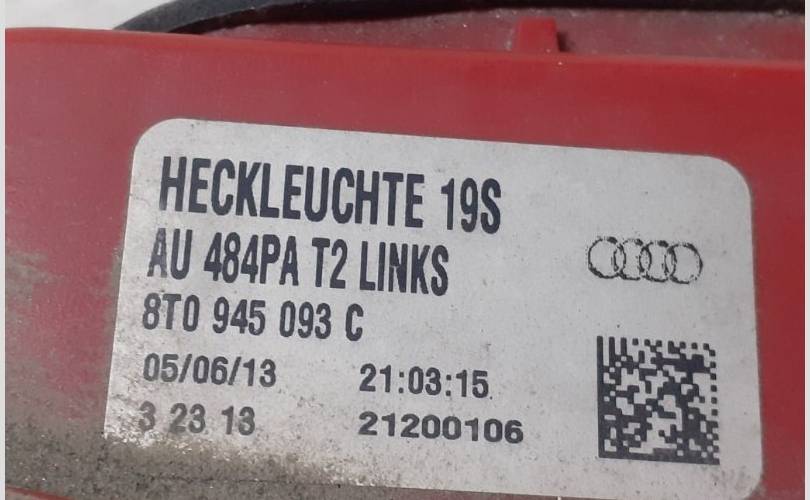 HECKLEUCHTE 19S
AU 484PA T2 LINKS
8T0 945 093 C
05/06/13 21:03:15
3 23 13 21200106